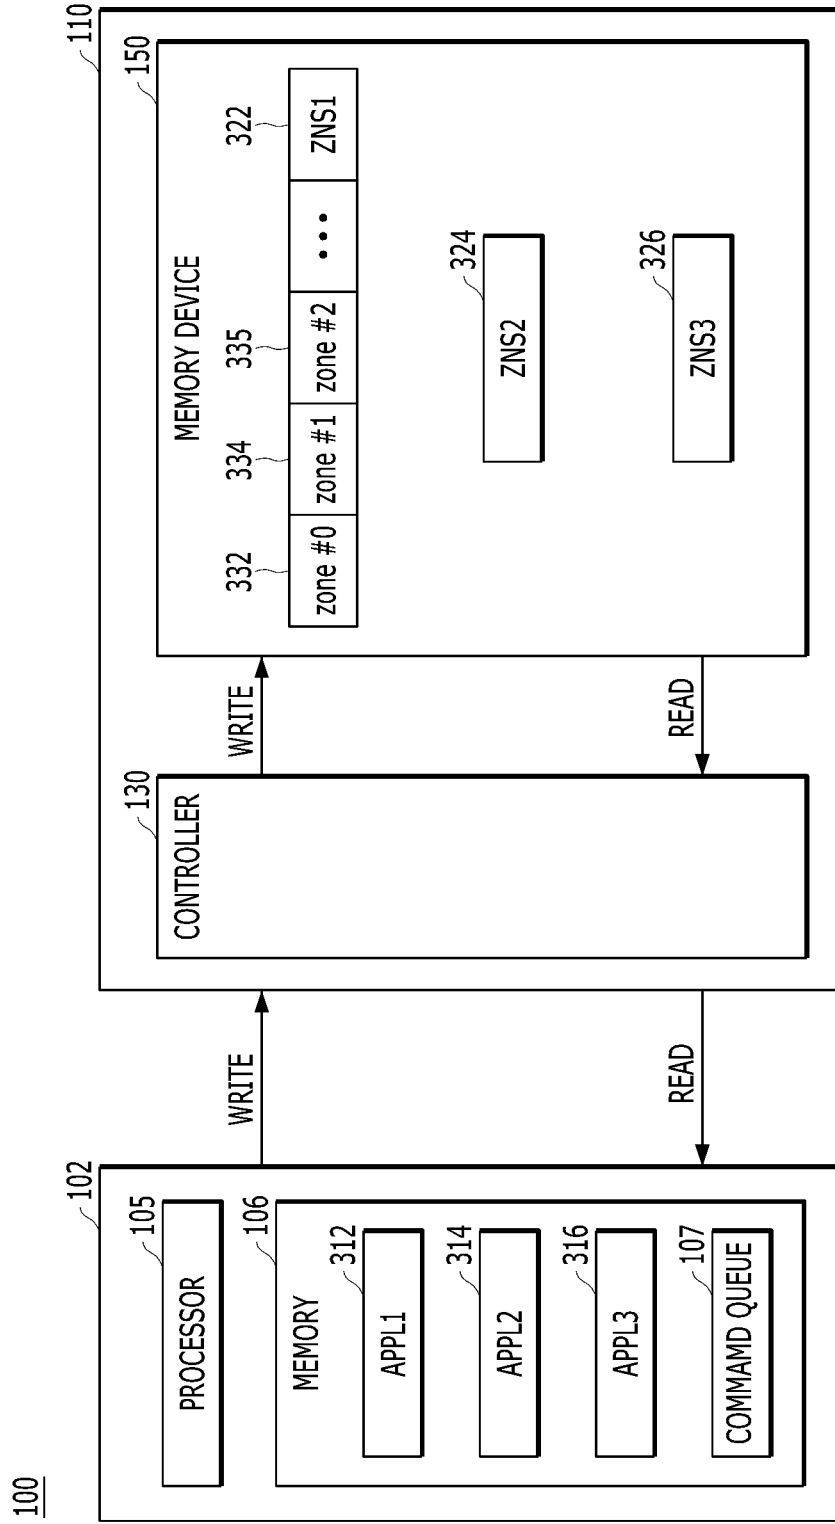 100
102
105
PROCESSOR
106
MEMORY
312
APPL1
314
APPL2
316
APPL3
107
COMMAMD QUEUE
WRITE
READ
110
130
CONTROLLER
WRITE
READ
150
MEMORY DEVICE
332 334 335 322
zone #0 zone #1 zone #2 ••• ZNS1
324
ZNS2
326
ZNS3